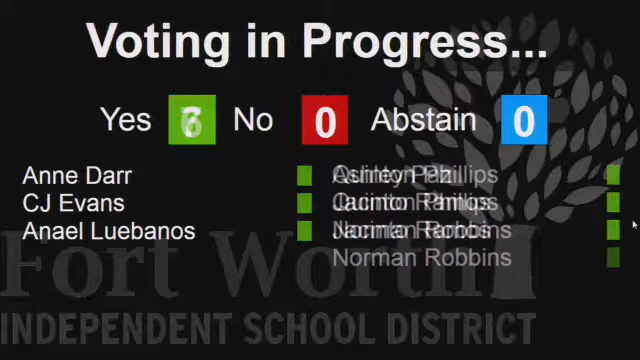 Voting in Progress...
Yes No 0 Abstain 0
Anne Darr
CJ Evans
Anael Luebanos
Norman Robbins
Fort Worth
INDEPENDENT SCHOOL DISTRICT